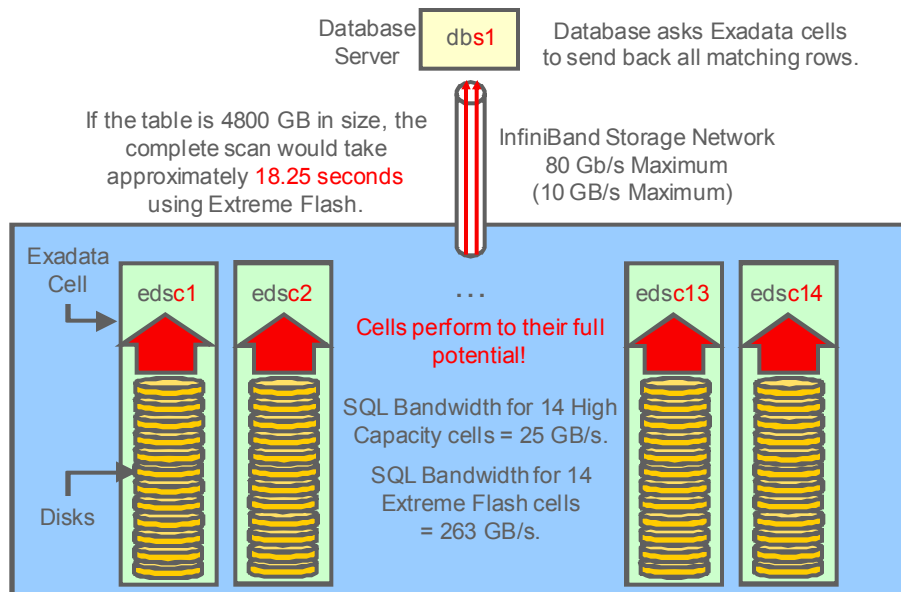 Database
Server
dbs1
Database asks Exadata cells
to send back all matching rows.
If the table is 4800 GB in size, the
complete scan would take
approximately 18.25 seconds
using Extreme Flash.
InfiniBand Storage Network
80 Gb/s Maximum
(10 GB/s Maximum)
Exadata
Cell
edsc1
edsc2
...
edsc13
edsc14
Cells perform to their full
potential!
SQL Bandwidth for 14 High
Capacity cells = 25 GB/s.
SQL Bandwidth for 14
Extreme Flash cells
= 263 GB/s.
Disks